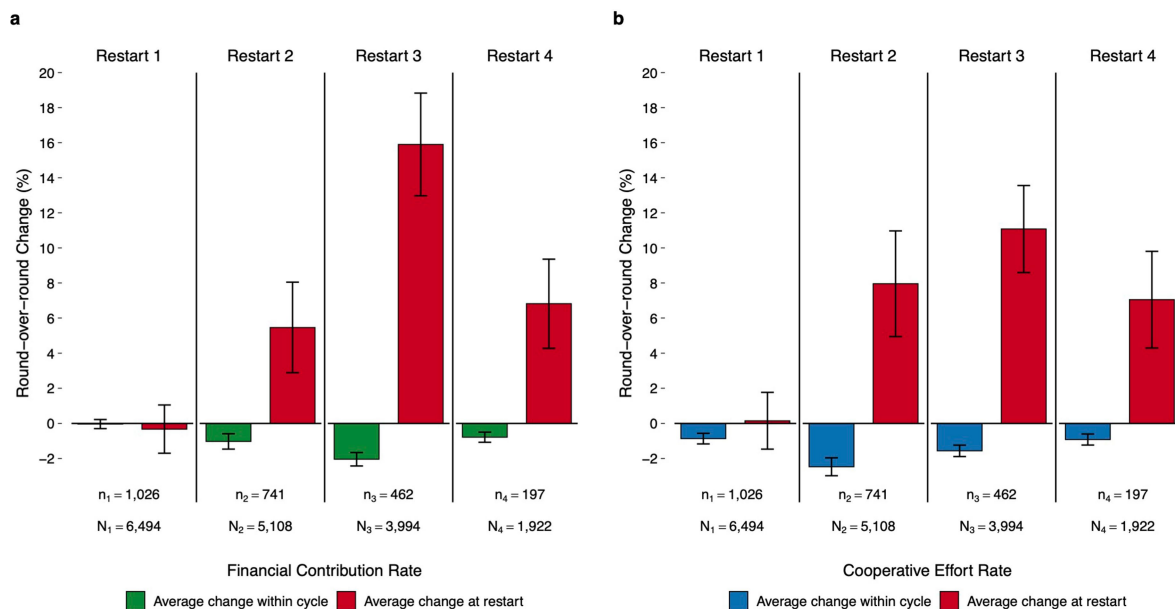 a
Restart 1 Restart 2 Restart 3 Restart 4
Round−over−round Change (%)
20
18
16
14
12
10
8
6
4
2
0
−2
n₁ = 1,026 n₂ = 741 n₃ = 462 n₄ = 197
N₁ = 6,494 N₂ = 5,108 N₃ = 3,994 N₄ = 1,922
Financial Contribution Rate
Average change within cycle Average change at restart
b
Restart 1 Restart 2 Restart 3 Restart 4
Round−over−round Change (%)
20
18
16
14
12
10
8
6
4
2
0
−2
n₁ = 1,026 n₂ = 741 n₃ = 462 n₄ = 197
N₁ = 6,494 N₂ = 5,108 N₃ = 3,994 N₄ = 1,922
Cooperative Effort Rate
Average change within cycle Average change at restart